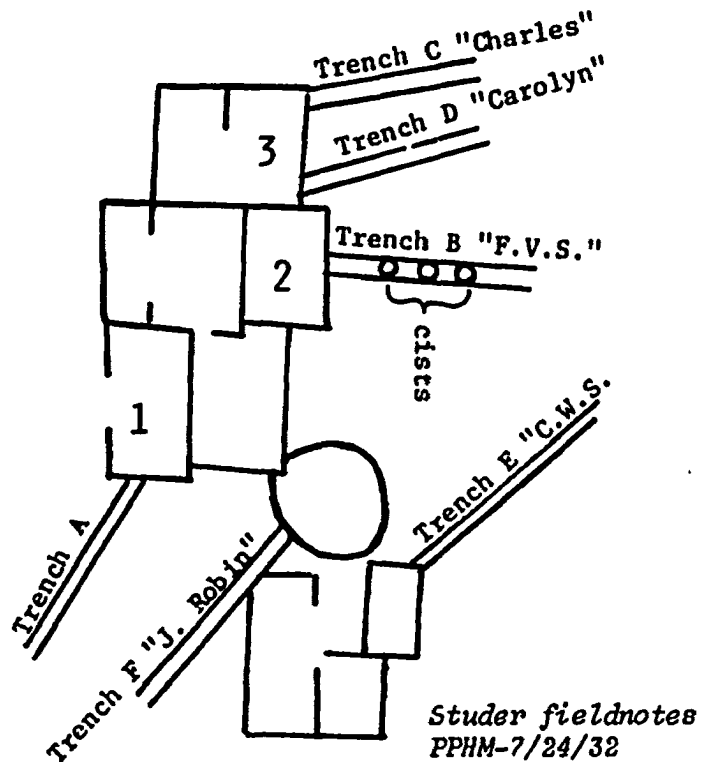 Trench C "Charles"
Trench D "Carolyn"
3
Trench B "F.V.S."
2
cists
1
Trench E "C.W.S.
Trench A
Trench F "J. Robin"
Studer fieldnotes
PPHM-7/24/32